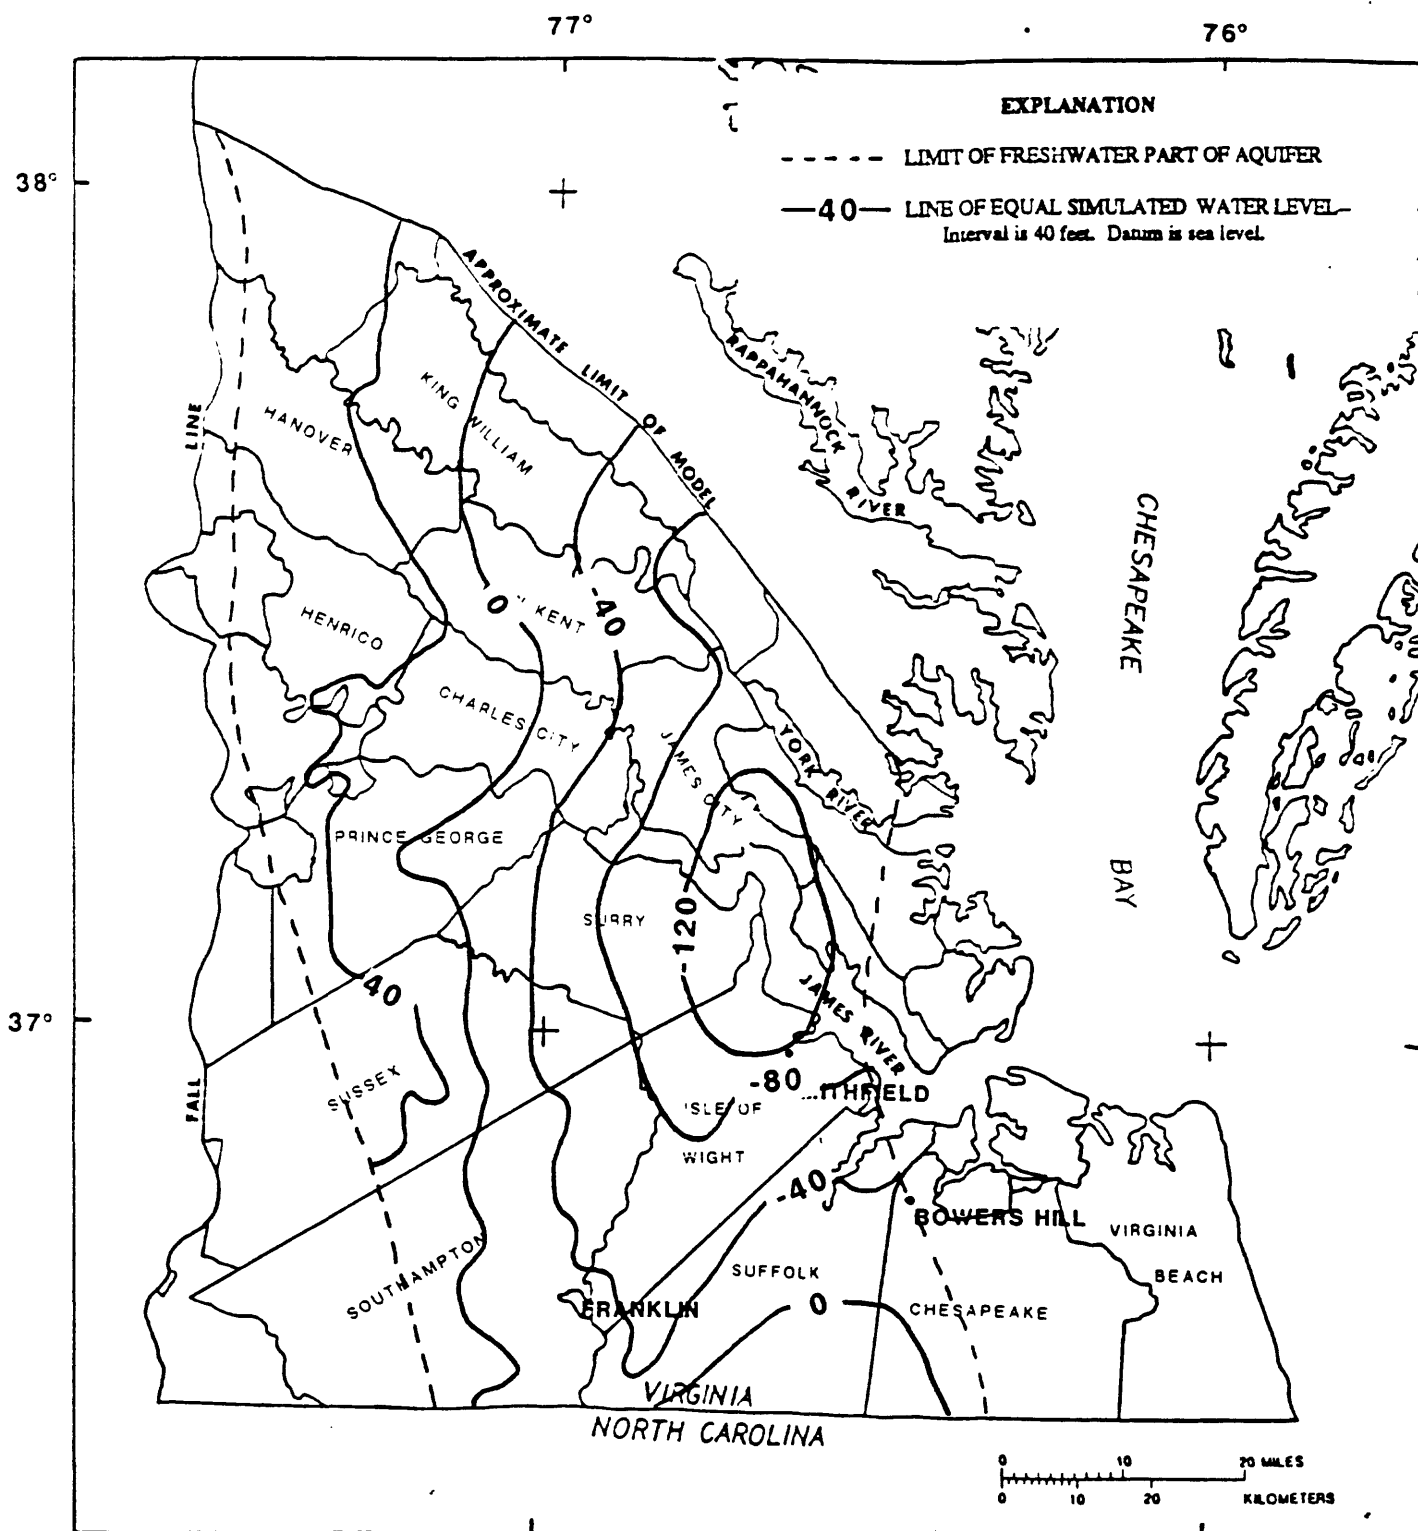 77°
76°
EXPLANATION
LIMIT OF FRESHWATER PART OF AQUIFER
—40— LINE OF EQUAL SIMULATED WATER LEVEL—
Interval is 40 feet. Datum is sea level.
38°
APPROXIMATE LIMIT OF MODEL
RAPPAHANNOCK RIVER
KING WILLIAM
HANOVER
LINE
CHESAPEAKE
0
KENT
-40
HENRICO
CHARLES CITY
JAMES CITY
YORK RIVER
PRINCE GEORGE
BAY
SURRY
-120
40
JAMES RIVER
37°
SUSSEX
FALL
-80
ITHFIELD
ISLE OF
WIGHT
-40
BOWERS HILL
VIRGINIA
BEACH
SOUTHAMPTON
SUFFOLK
0
CHESAPEAKE
FRANKLIN
VIRGINIA
NORTH CAROLINA
0 10 20 MILES
0 10 20 KILOMETERS